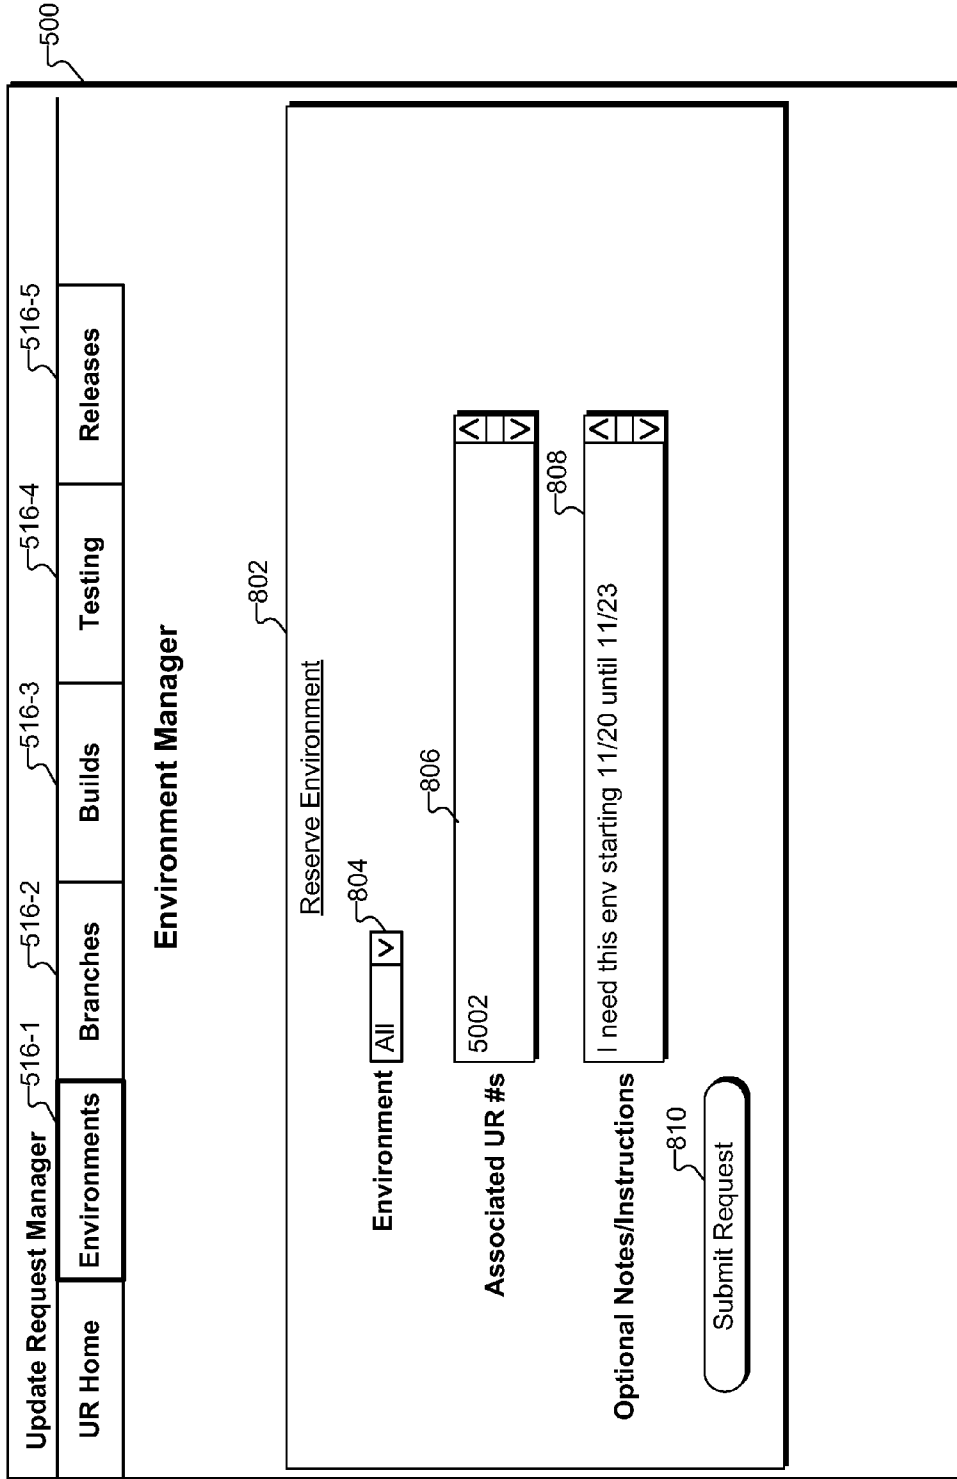 500
Update Request Manager
516-1
516-2
516-3
516-4
516-5
UR Home
Environments
Branches
Builds
Testing
Releases
Environment Manager
802
Reserve Environment
Environment
All
804
Associated UR #s
5002
806
Optional Notes/Instructions
I need this env starting 11/20 until 11/23
808
Submit Request
810